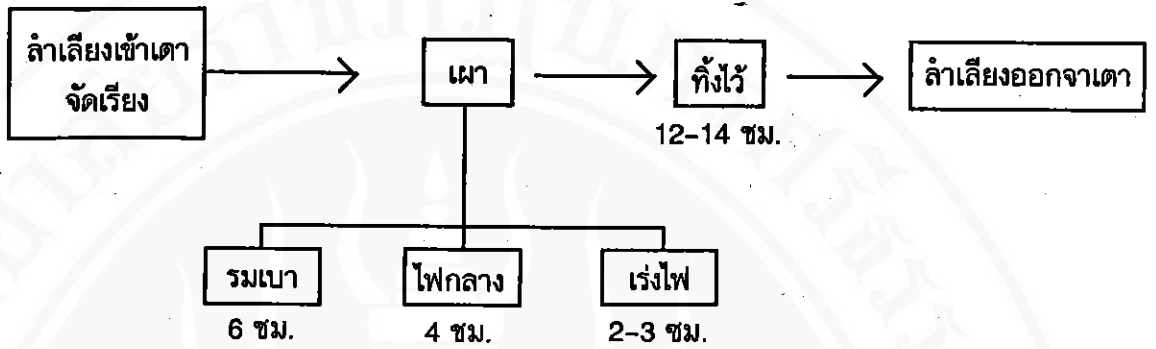 ลำเลียงเข้าเตา
จัดเรียง
เผา
ทิ้งไว้
ลำเลียงออกจาเตา
12-14 ชม.
รมเบา
ไฟกลาง
เร่งไฟ
6 ชม.
4 ชม.
2-3 ชม.